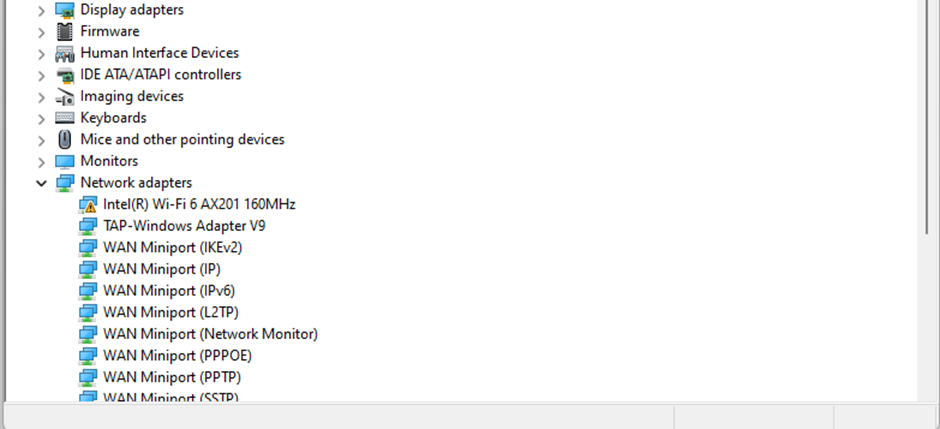 Display adapters
Firmware
Human Interface Devices
IDE ATA/ATAPI controllers
Imaging devices
Keyboards
Mice and other pointing devices
Monitors
Network adapters
Intel(R) Wi-Fi 6 AX201 160MHz
TAP-Windows Adapter V9
WAN Miniport (IKEv2)
WAN Miniport (IP)
WAN Miniport (IPv6)
WAN Miniport (L2TP)
WAN Miniport (Network Monitor)
WAN Miniport (PPPOE)
WAN Miniport (PPTP)
WAN Miniport (SSTP)